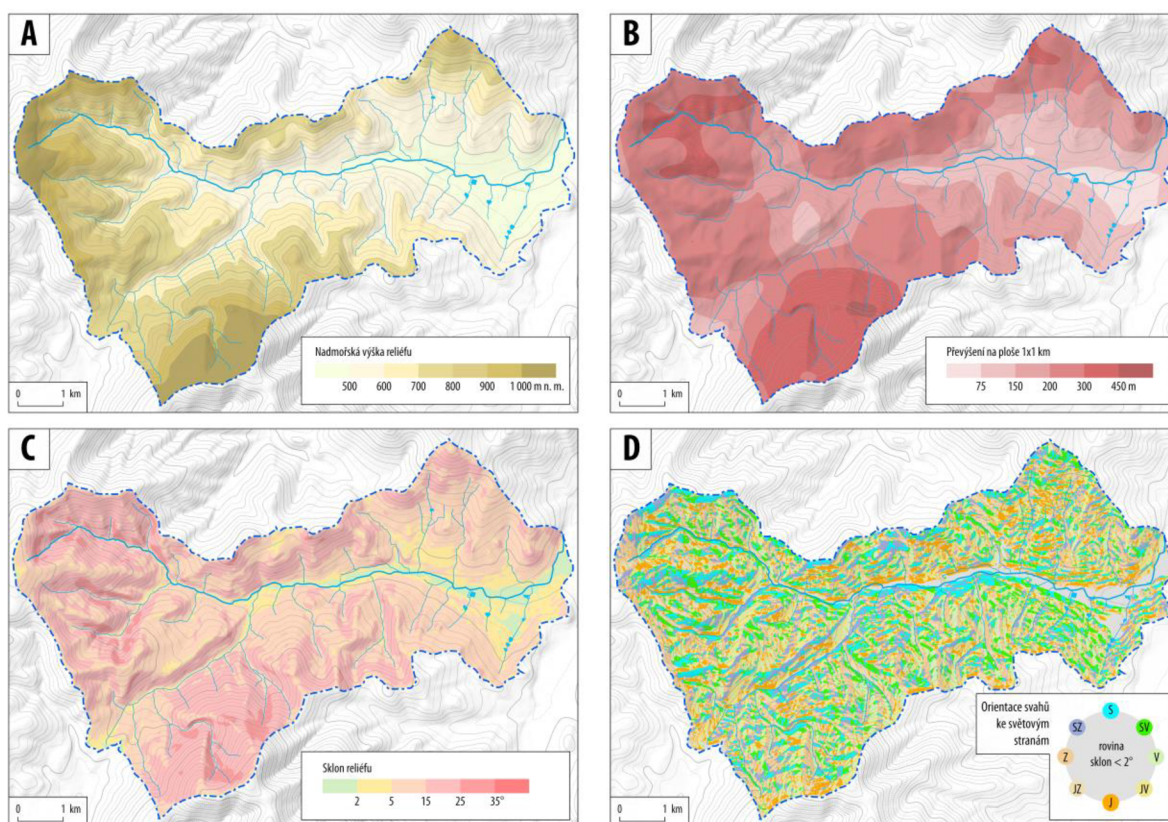 A
Nadmořská výška reliéfu
500 600 700 800 900 1 000 m n. m.
0 1 km
B
Převýšení na ploše 1x1 km
75 150 200 300 450 m
0 1 km
C
Sklon reliéfu
2 5 15 25 35°
0 1 km
D
Orientace svahů
ke světovým
stranám
S
SZ SV
Z rovina V
sklon < 2°
JZ JV
J
0 1 km